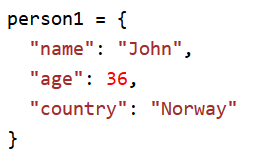 person1 = {
  "name": "John",
  "age": 36,
  "country": "Norway"
}